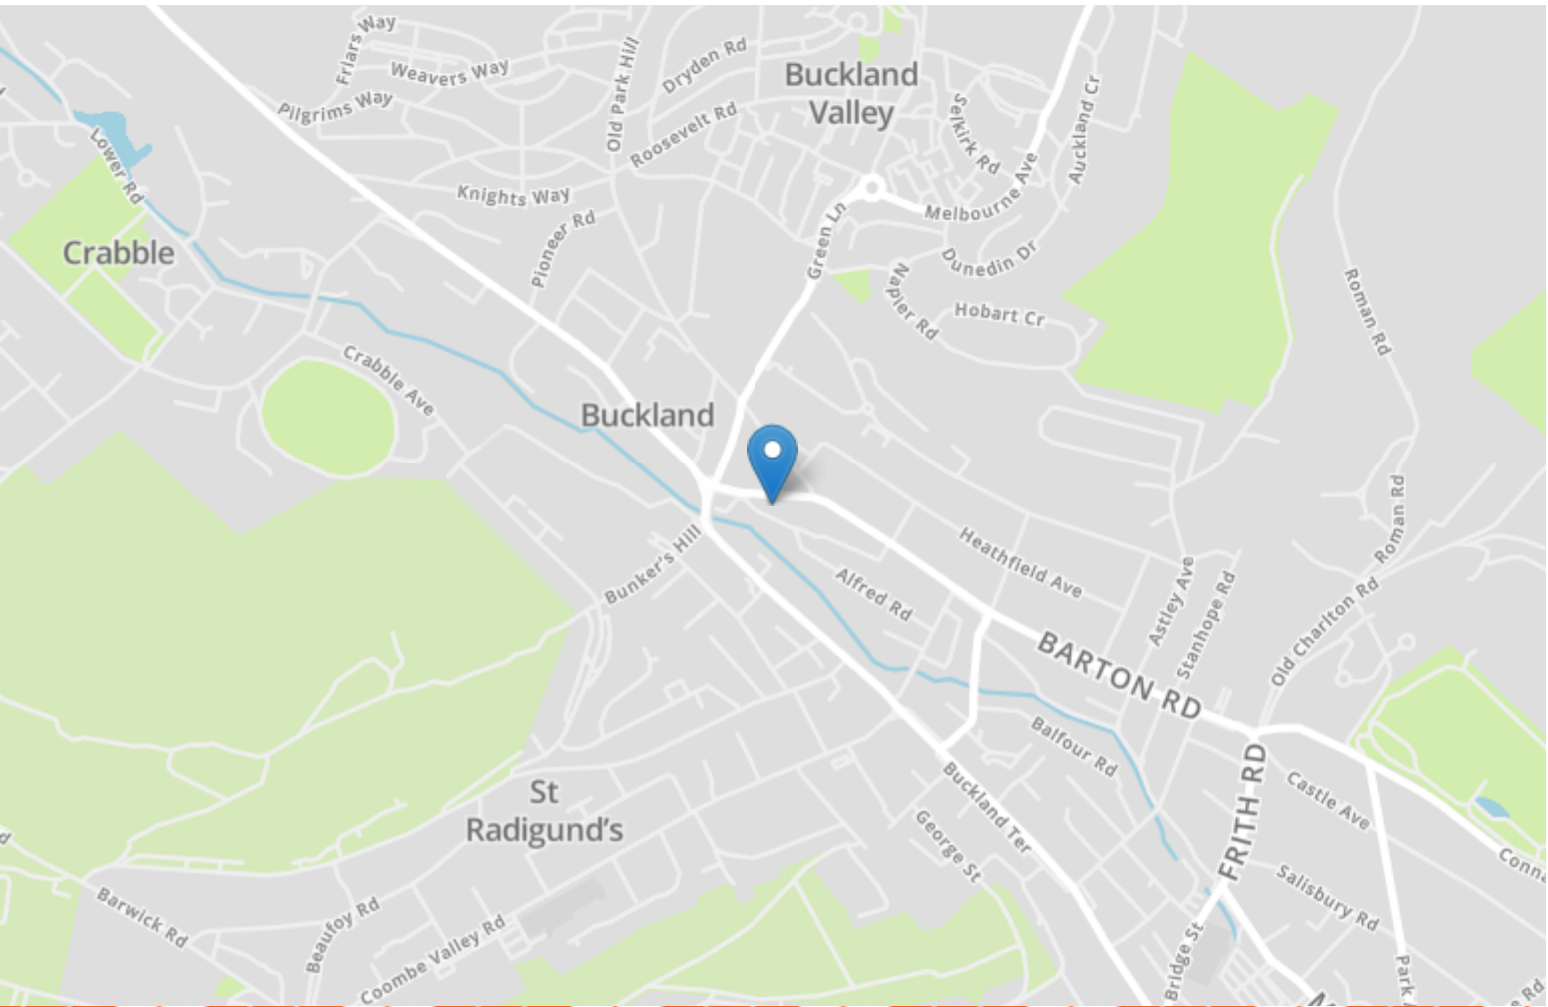 Friars Way
Weavers Way
Pilgrims Way
Old Park Hill
Dryden Rd
Roosevelt Rd
Buckland
Valley
Selkirk Rd
Auckland Cr
Melbourne Ave
Lower Rd
Knights Way
Pioneer Rd
Green Ln
Crabble
Dunedin Dr
Napier Rd
Hobart Cr
Roman Rd
Crabble Ave
Buckland
Roman Rd
Heathfield Ave
Bunker's Hill
Alfred Rd
Astley Ave
Stanhope Rd
Old Charlton Rd
BARTON RD
Balfour Rd
St
Radigund's
Buckland Ter
George St
FRITH RD
Castle Ave
Conna
Salisbury Rd
Barwick Rd
Beaufoy Rd
Coombe Valley Rd
Bridge St
Park
Rd